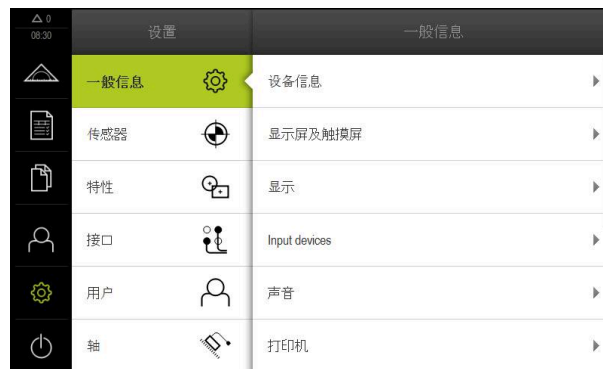 0
08:30
设置
一般信息
一般信息
设备信息
传感器
显示屏及触摸屏
特性
显示
接口
Input devices
用户
声音
轴
打印机